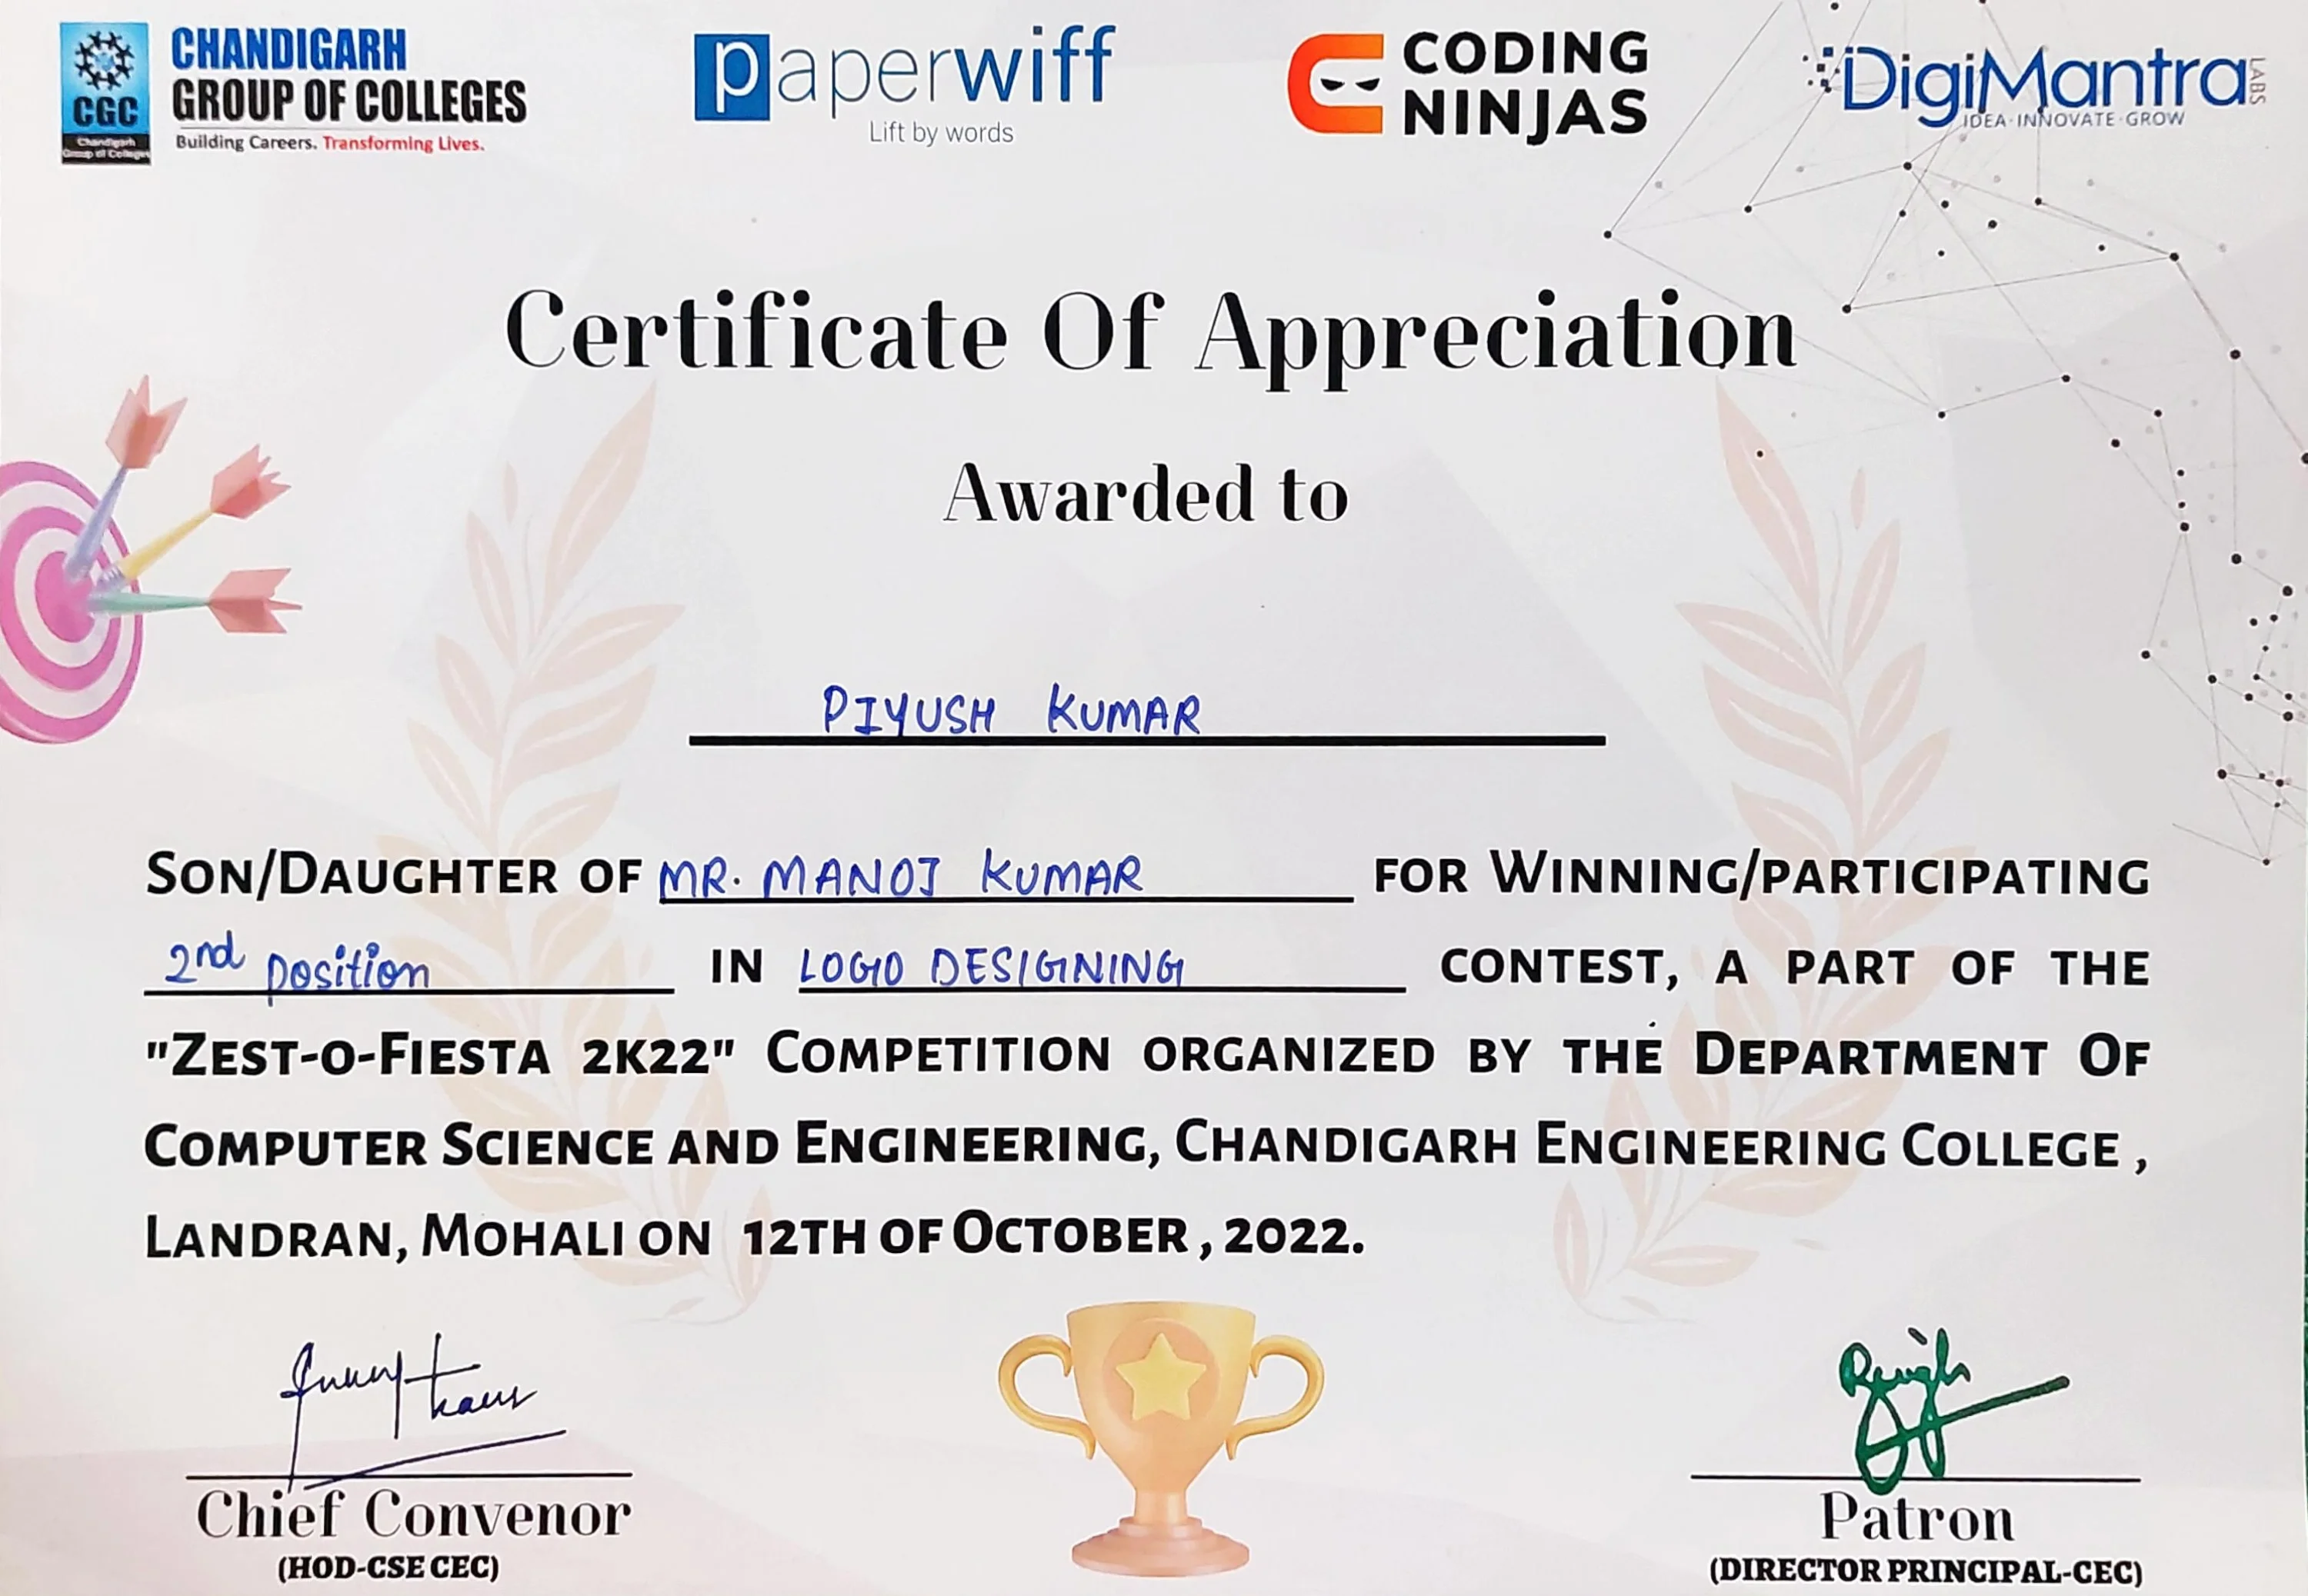 CHANDIGARH
GROUP OF COLLEGES
Building Careers. Transforming Lives.
CGC
Chandigarh
Group of Colleges
paperwiff
Lift by words
CODING
NINJAS
DigiMantra
LABS
IDEA·INNOVATE·GROW
Certificate Of Appreciation
Awarded to
PIYUSH KUMAR
SON/DAUGHTER OF MR. MANOJ KUMAR FOR WINNING/PARTICIPATING
2nd position IN LOGO DESIGNING CONTEST, A PART OF THE
"ZEST-O-FIESTA 2K22" COMPETITION ORGANIZED BY THE DEPARTMENT OF
COMPUTER SCIENCE AND ENGINEERING, CHANDIGARH ENGINEERING COLLEGE ,
LANDRAN, MOHALI ON 12TH OF OCTOBER , 2022.
Chief Convenor
(HOD-CSE CEC)
Patron
(DIRECTOR PRINCIPAL-CEC)